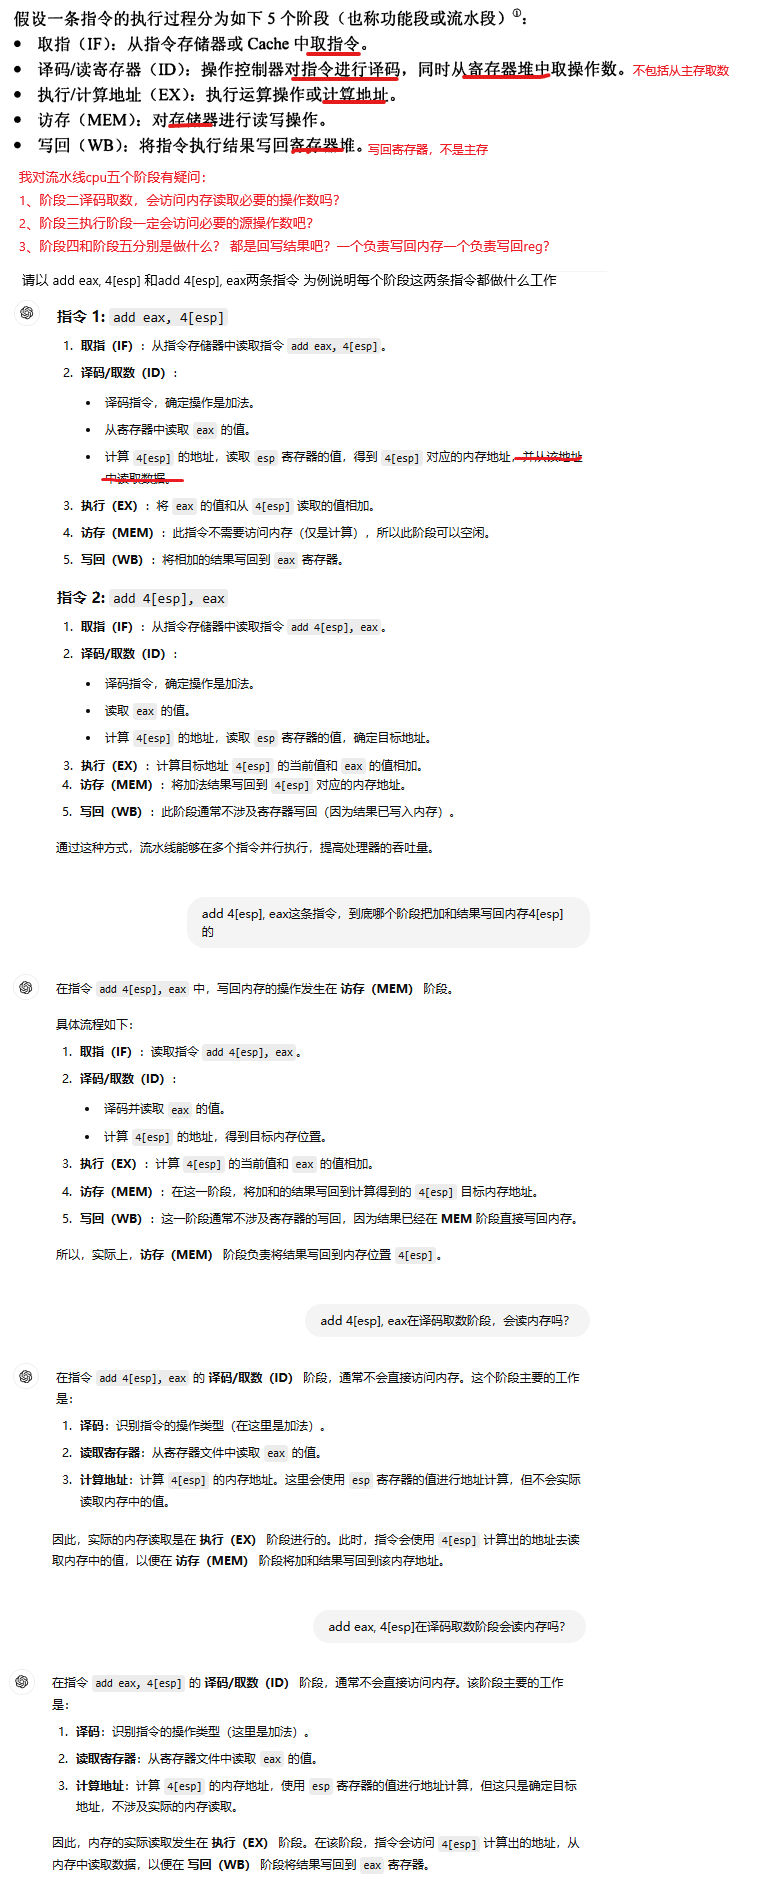 假设一条指令的执行过程分为如下 5 个阶段（也称功能段或流水段）①：
• 取指（IF）：从指令存储器或 Cache 中取指令。
• 译码/读寄存器（ID）：操作控制器对指令进行译码，同时从寄存器堆中取操作数。不包括从主存取数
• 执行/计算地址（EX）：执行运算操作或计算地址。
• 访存（MEM）：对存储器进行读写操作。
• 写回（WB）：将指令执行结果写回寄存器堆。写回寄存器，不是主存
我对流水线cpu五个阶段有疑问：
1、阶段二译码取数，会访问内存读取必要的操作数吗？
2、阶段三执行阶段一定会访问必要的源操作数吧？
3、阶段四和阶段五分别是做什么？ 都是回写结果吧？一个负责写回内存一个负责写回reg？
请以 add eax, 4[esp] 和add 4[esp], eax两条指令 为例说明每个阶段这两条指令都做什么工作
指令 1: add eax, 4[esp]
1. 取指（IF）：从指令存储器中读取指令 add eax, 4[esp]。
2. 译码/取数（ID）：
• 译码指令，确定操作是加法。
• 从寄存器中读取 eax 的值。
• 计算 4[esp] 的地址，读取 esp 寄存器的值，得到 4[esp] 对应的内存地址，并从该地址
中读取数据。
3. 执行（EX）：将 eax 的值和从 4[esp] 读取的值相加。
4. 访存（MEM）：此指令不需要访问内存（仅是计算），所以此阶段可以空闲。
5. 写回（WB）：将相加的结果写回到 eax 寄存器。
指令 2: add 4[esp], eax
1. 取指（IF）：从指令存储器中读取指令 add 4[esp], eax。
2. 译码/取数（ID）：
• 译码指令，确定操作是加法。
• 读取 eax 的值。
• 计算 4[esp] 的地址，读取 esp 寄存器的值，确定目标地址。
3. 执行（EX）：计算目标地址 4[esp] 的当前值和 eax 的值相加。
4. 访存（MEM）：将加法结果写回到 4[esp] 对应的内存地址。
5. 写回（WB）：此阶段通常不涉及寄存器写回（因为结果已写入内存）。
通过这种方式，流水线能够在多个指令并行执行，提高处理器的吞吐量。
add 4[esp], eax这条指令，到底哪个阶段把加和结果写回内存4[esp]
的
在指令 add 4[esp], eax 中，写回内存的操作发生在 访存（MEM） 阶段。
具体流程如下：
1. 取指（IF）：读取指令 add 4[esp], eax。
2. 译码/取数（ID）：
• 译码并读取 eax 的值。
• 计算 4[esp] 的地址，得到目标内存位置。
3. 执行（EX）：计算 4[esp] 的当前值和 eax 的值相加。
4. 访存（MEM）：在这一阶段，将加和的结果写回到计算得到的 4[esp] 目标内存地址。
5. 写回（WB）：这一阶段通常不涉及寄存器的写回，因为结果已经在 MEM 阶段直接写回内存。
所以，实际上，访存（MEM） 阶段负责将结果写回到内存位置 4[esp]。
add 4[esp], eax在译码取数阶段，会读内存吗？
在指令 add 4[esp], eax 的 译码/取数（ID） 阶段，通常不会直接访问内存。这个阶段主要的工作
是：
1. 译码：识别指令的操作类型（在这里是加法）。
2. 读取寄存器：从寄存器文件中读取 eax 的值。
3. 计算地址：计算 4[esp] 的内存地址。这里会使用 esp 寄存器的值进行地址计算，但不会实际
读取内存中的值。
因此，实际的内存读取是在 执行（EX） 阶段进行的。此时，指令会使用 4[esp] 计算出的地址去读
取内存中的值，以便在 访存（MEM） 阶段将加和结果写回到该内存地址。
add eax, 4[esp]在译码取数阶段会读内存吗？
在指令 add eax, 4[esp] 的 译码/取数（ID） 阶段，通常不会直接访问内存。该阶段主要的工作
是：
1. 译码：识别指令的操作类型（这里是加法）。
2. 读取寄存器：从寄存器文件中读取 eax 的值。
3. 计算地址：计算 4[esp] 的内存地址，使用 esp 寄存器的值进行地址计算，但这只是确定目标
地址，不涉及实际的内存读取。
因此，内存的实际读取发生在 执行（EX） 阶段。在该阶段，指令会访问 4[esp] 计算出的地址，从
内存中读取数据，以便在 写回（WB） 阶段将结果写回到 eax 寄存器。